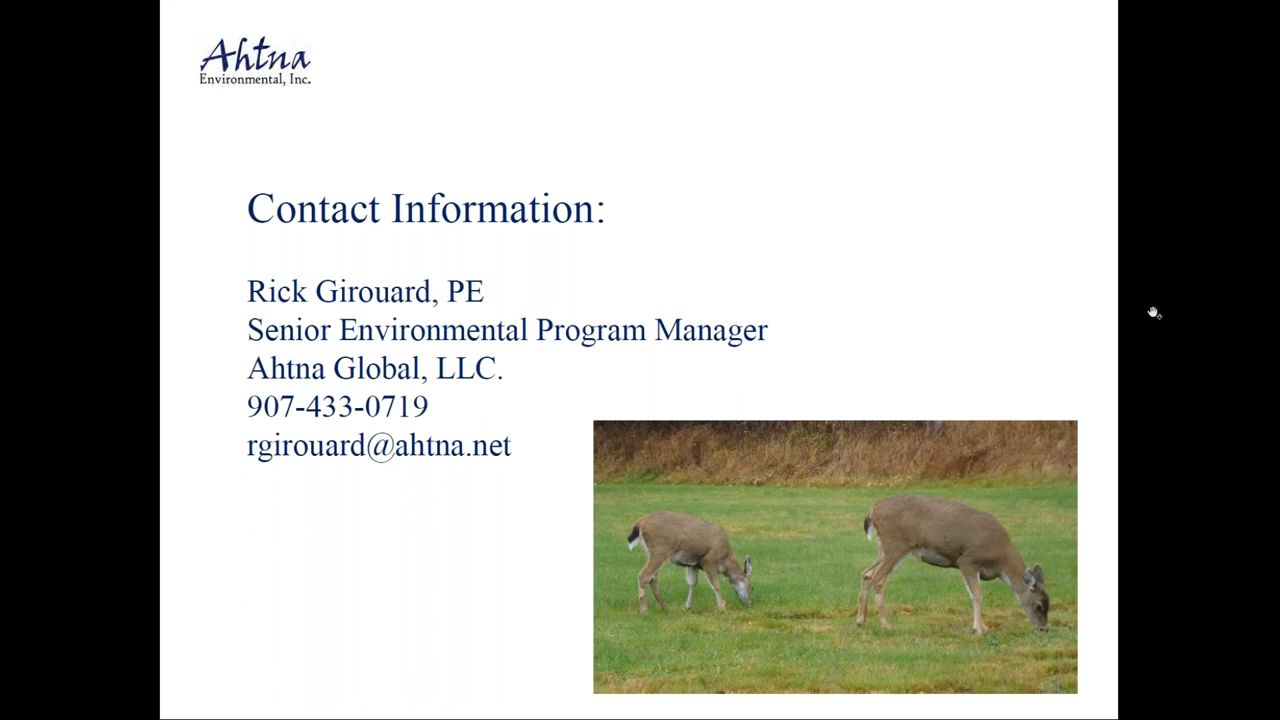 Ahtna
Environmental, Inc.
Contact Information:
Rick Girouard, PE
Senior Environmental Program Manager
Ahtna Global, LLC.
907-433-0719
rgirouard@ahtna.net